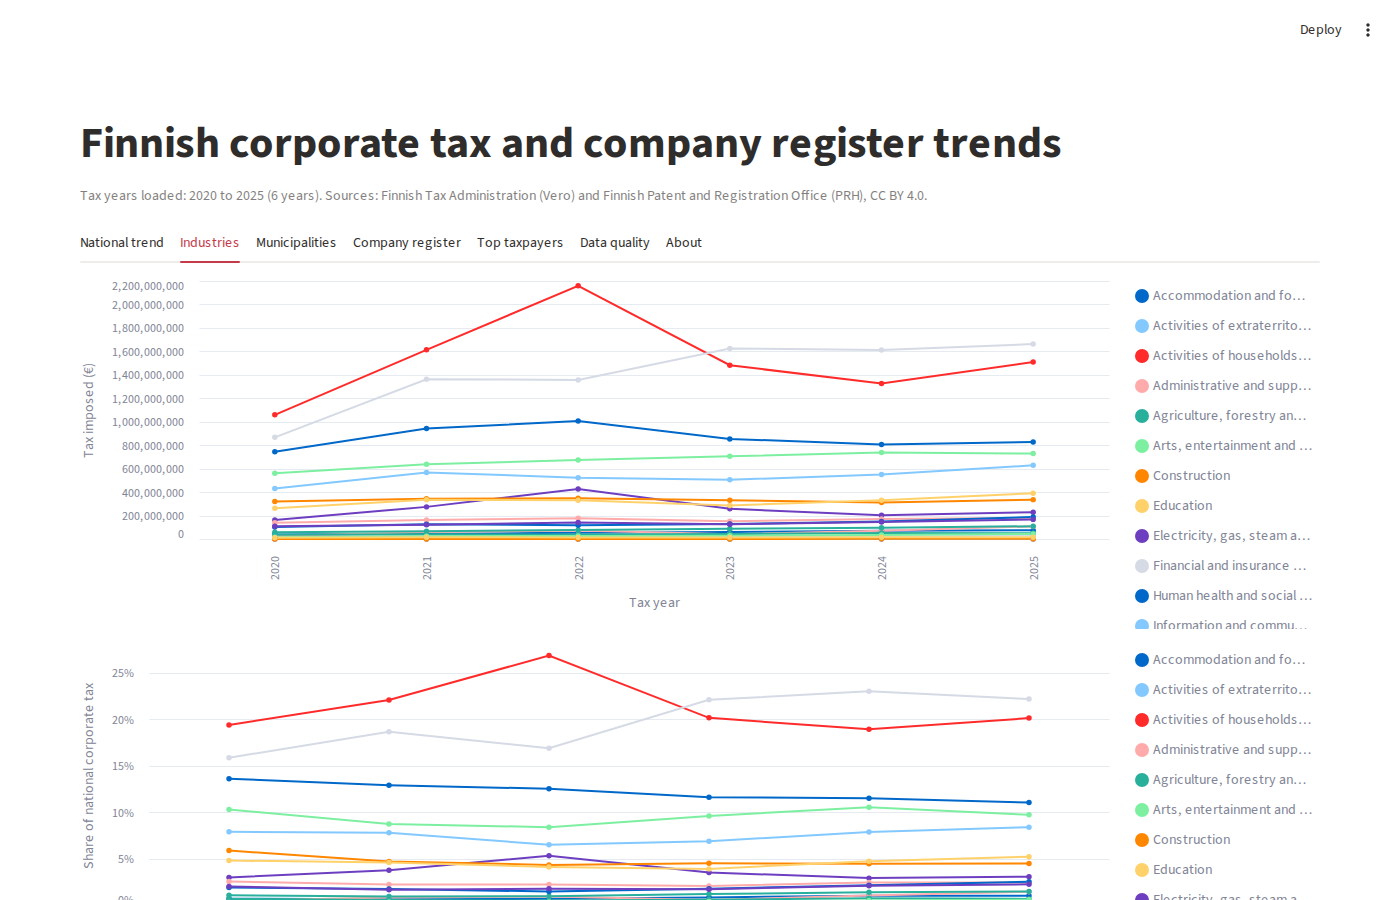 Deploy
Finnish corporate tax and company register trends
Tax years loaded: 2020 to 2025 (6 years). Sources: Finnish Tax Administration (Vero) and Finnish Patent and Registration Office (PRH), CC BY 4.0.
National trend Industries Municipalities Company register Top taxpayers Data quality About
Tax imposed (€)
2,200,000,000
2,000,000,000
1,800,000,000
1,600,000,000
1,400,000,000
1,200,000,000
1,000,000,000
800,000,000
600,000,000
400,000,000
200,000,000
0
2020 2021 2022 2023 2024 2025
Tax year
Accommodation and fo…
Activities of extraterrito…
Activities of households…
Administrative and supp…
Agriculture, forestry an…
Arts, entertainment and …
Construction
Education
Electricity, gas, steam a…
Financial and insurance …
Human health and social …
Information and commu…
Share of national corporate tax
25%
20%
15%
10%
5%
0%
Accommodation and fo…
Activities of extraterrito…
Activities of households…
Administrative and supp…
Agriculture, forestry an…
Arts, entertainment and …
Construction
Education
Electricity, gas, steam a…